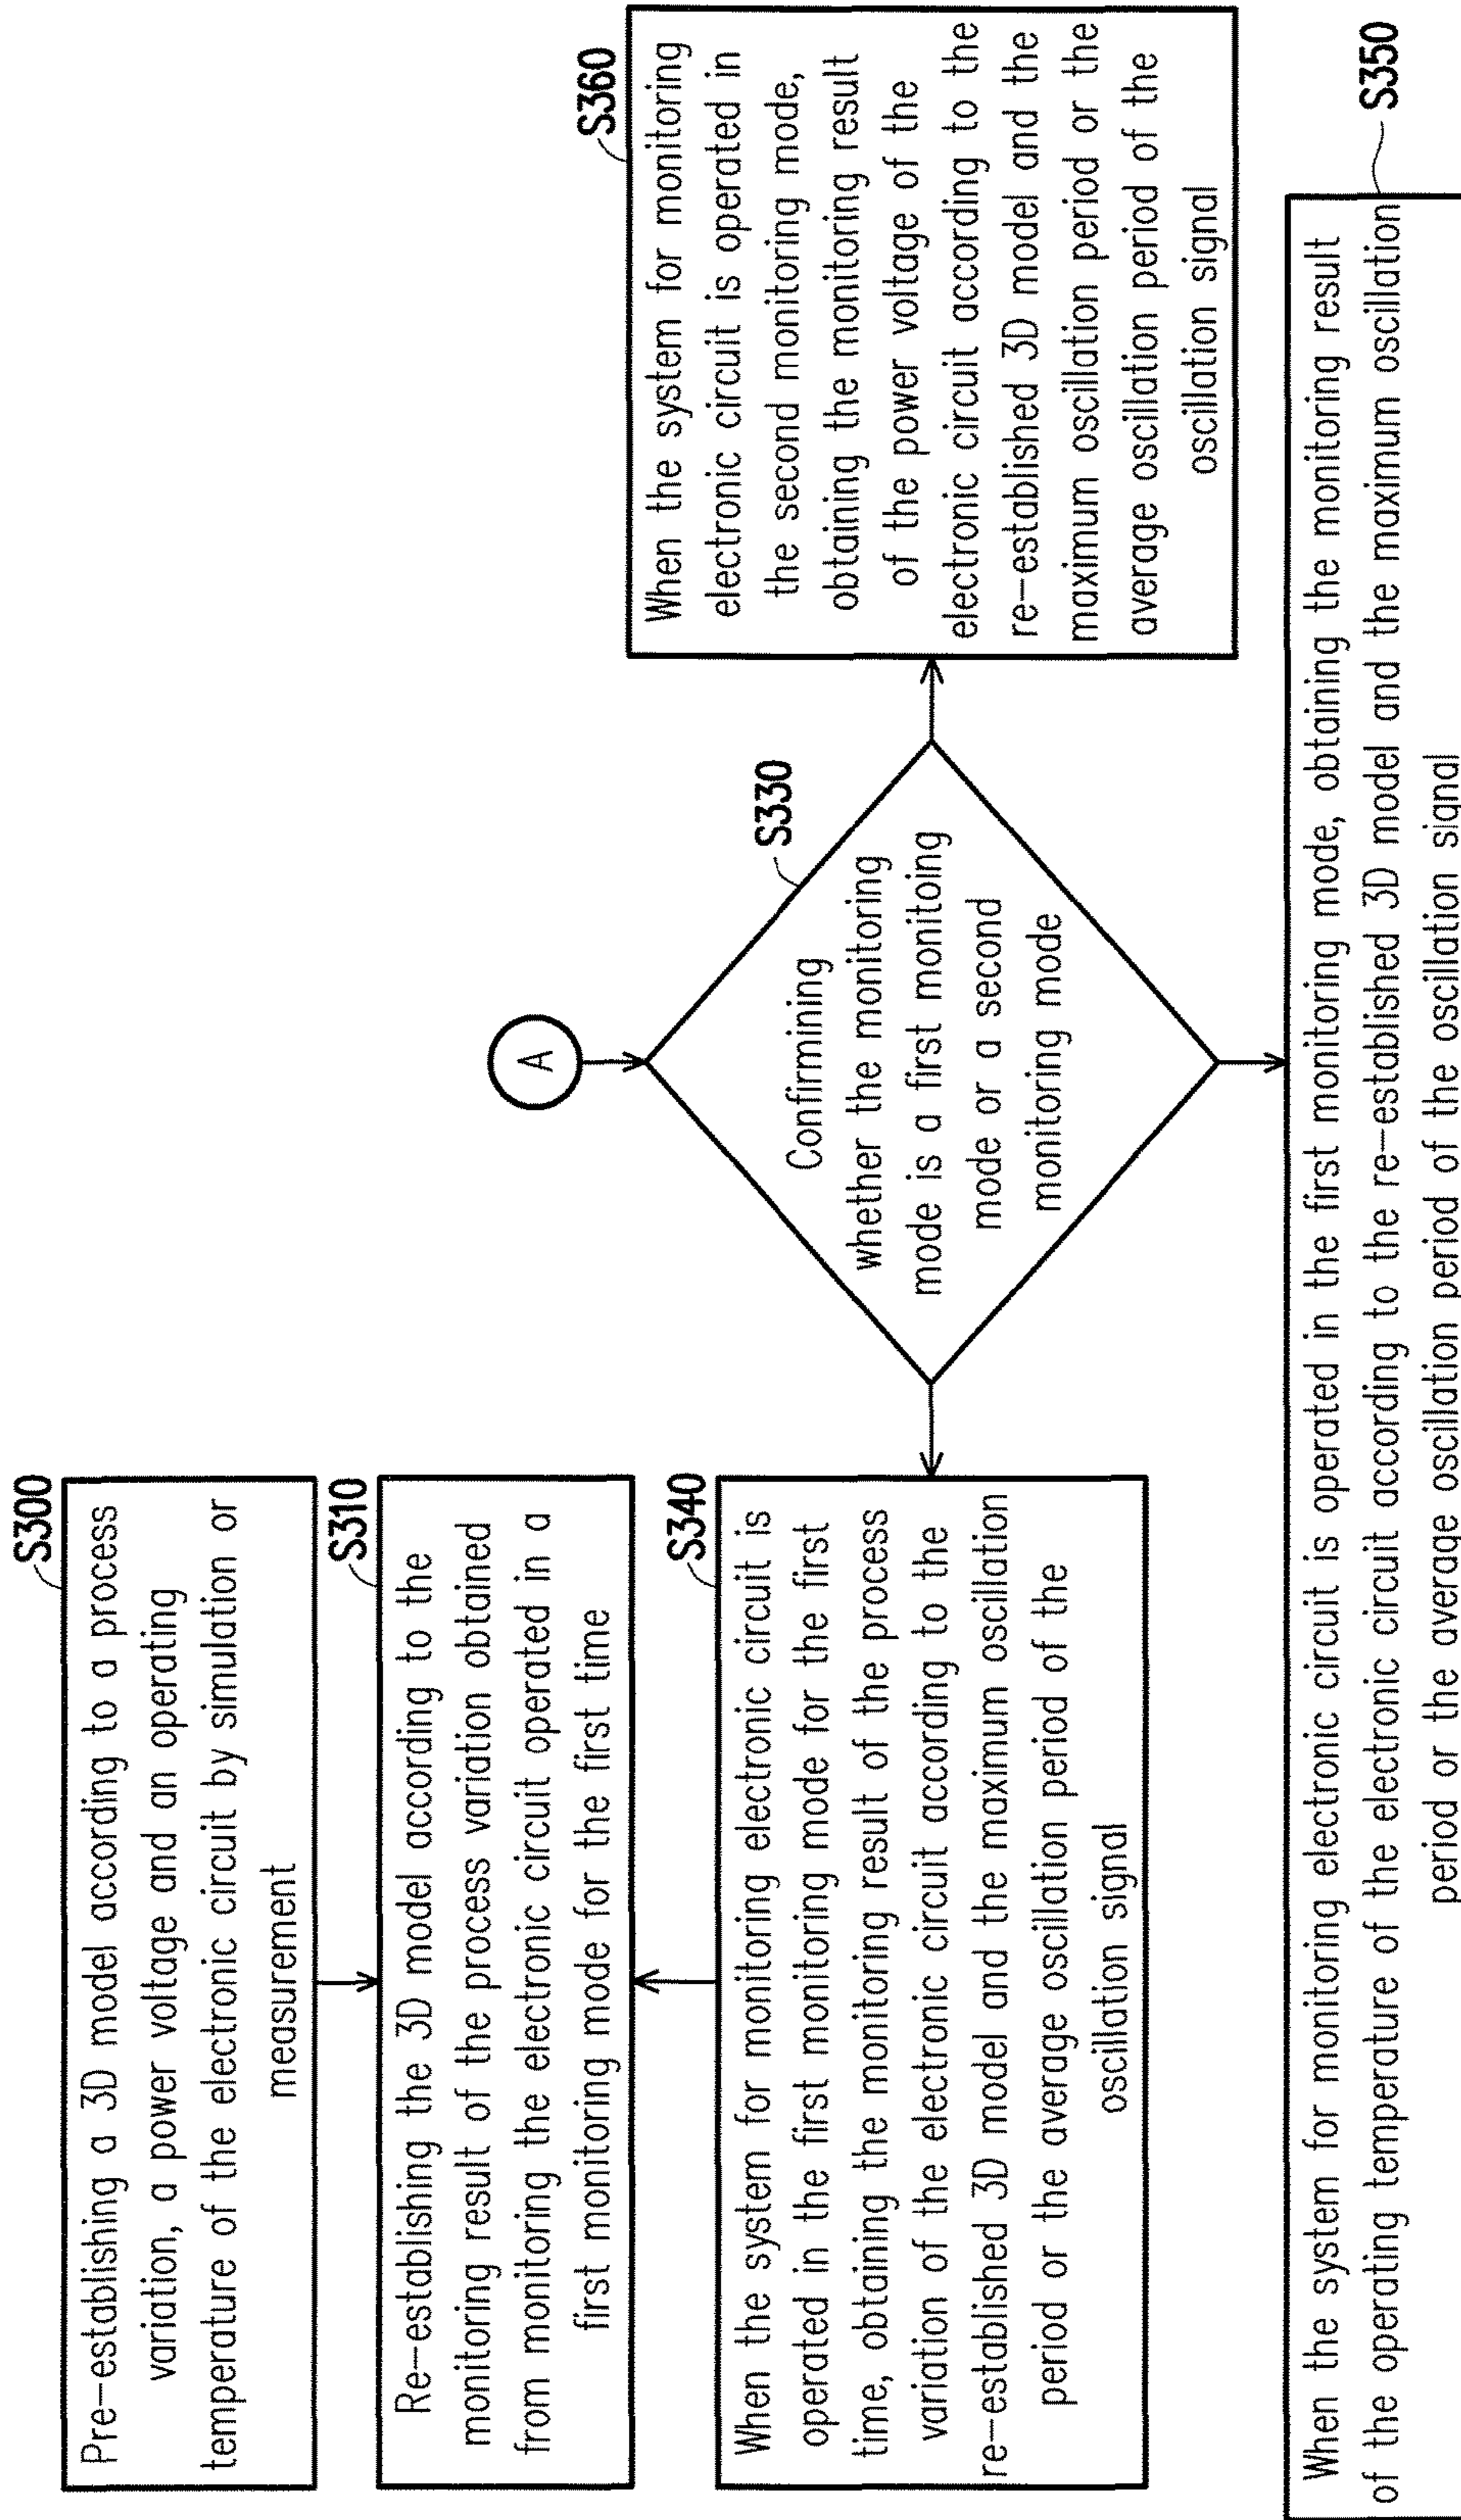 S300
Pre-establishing a 3D model according to a process
variation, a power voltage and an operating
temperature of the electronic circuit by simulation or
measurement
S310
Re-establishing the 3D model according to the
monitoring result of the process variation obtained
from monitoring the electronic circuit operated in a
first monitoring mode for the first time
S340
When the system for monitoring electronic circuit is
operated in the first monitoring mode for the first
time, obtaining the monitoring result of the process
variation of the electronic circuit according to the
re-established 3D model and the maximum oscillation
period or the average oscillation period of the
oscillation signal
A
S330
Confirmining
whether the monitoring
mode is a first monitoing
mode or a second
monitoring mode
S360
When the system for monitoring
electronic circuit is operated in
the second monitoring mode,
obtaining the monitoring result
of the power voltage of the
electronic circuit according to the
re-established 3D model and the
maximum oscillation period or the
average oscillation period of the
oscillation signal
S350
When the system for monitoring electronic circuit is operated in the first monitoring mode, obtaining the monitoring result
of the operating temperature of the electronic circuit according to the re-established 3D model and the maximum oscillation
period or the average oscillation period of the oscillation signal